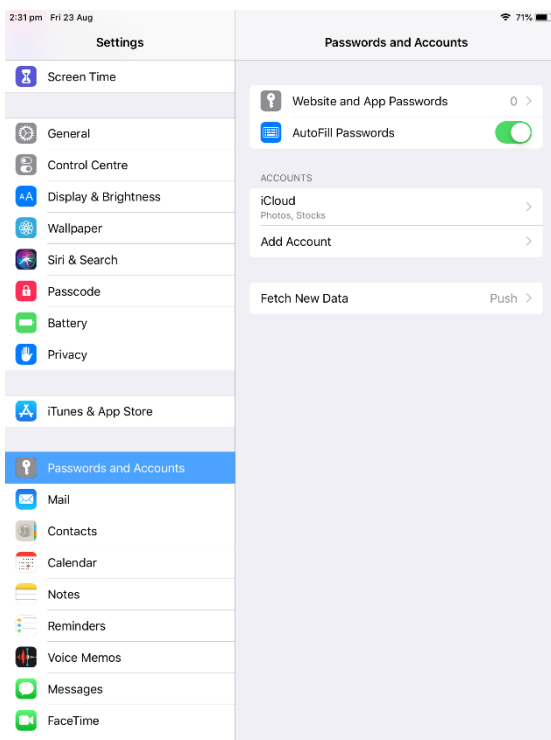 2:31 pm Fri 23 Aug
71%
Settings
Screen Time
General
Control Centre
AA Display & Brightness
Wallpaper
Siri & Search
Passcode
Battery
Privacy
iTunes & App Store
Passwords and Accounts
Mail
Contacts
Calendar
Notes
Reminders
Voice Memos
Messages
FaceTime
Passwords and Accounts
Website and App Passwords 0
AutoFill Passwords
ACCOUNTS
iCloud
Photos, Stocks
Add Account
Fetch New Data Push